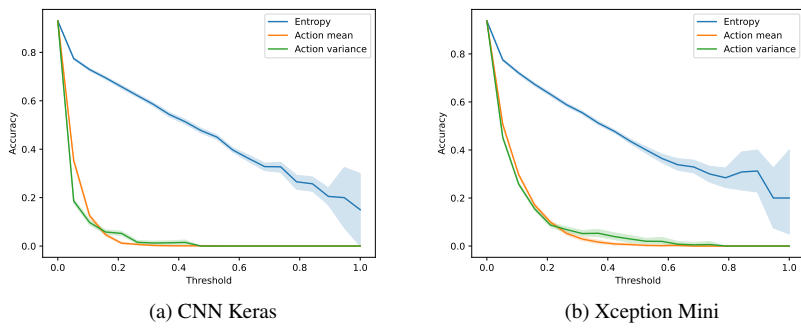 Entropy
Action mean
Action variance
Accuracy
0.8
0.6
0.4
0.2
0.0
0.0 0.2 0.4 0.6 0.8 1.0
Threshold
(a) CNN Keras
Entropy
Action mean
Action variance
Accuracy
0.8
0.6
0.4
0.2
0.0
0.0 0.2 0.4 0.6 0.8 1.0
Threshold
(b) Xception Mini